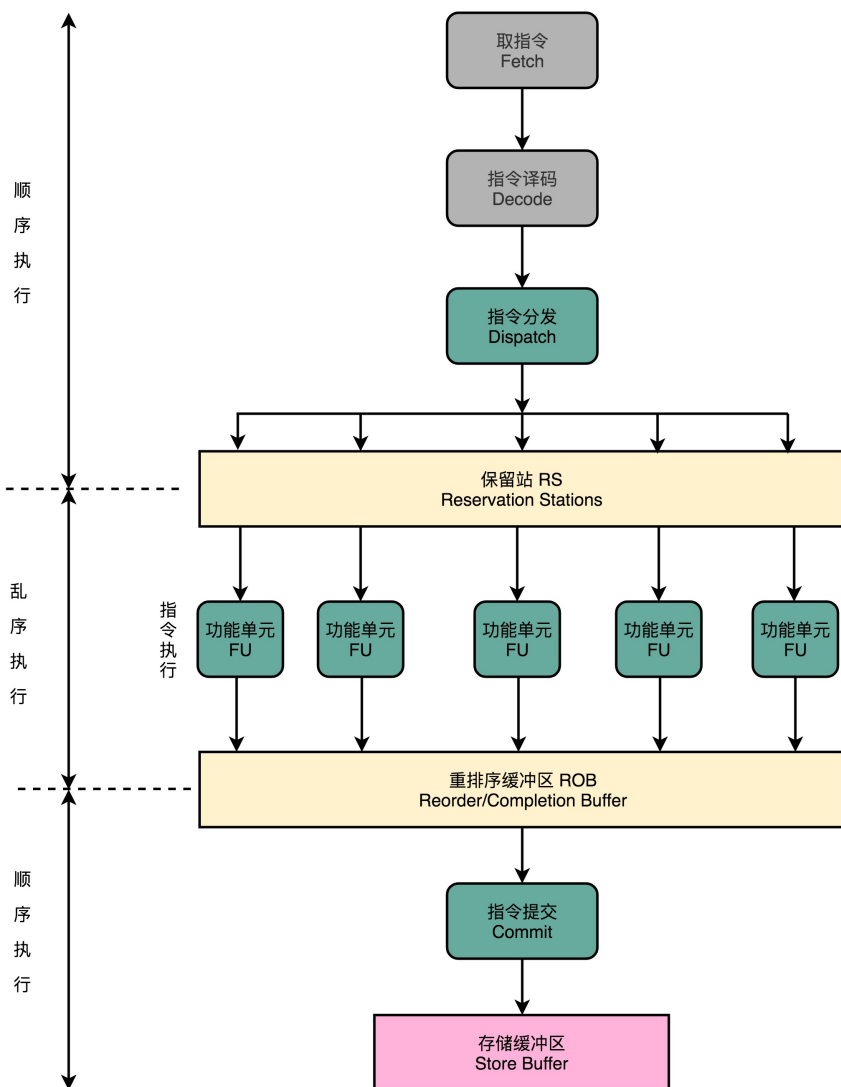 取指令
Fetch
指令译码
Decode
顺序执行
指令分发
Dispatch
保留站 RS
Reservation Stations
乱序执行
指令执行
功能单元
FU
功能单元
FU
功能单元
FU
功能单元
FU
功能单元
FU
重排序缓冲区 ROB
Reorder/Completion Buffer
顺序执行
指令提交
Commit
存储缓冲区
Store Buffer